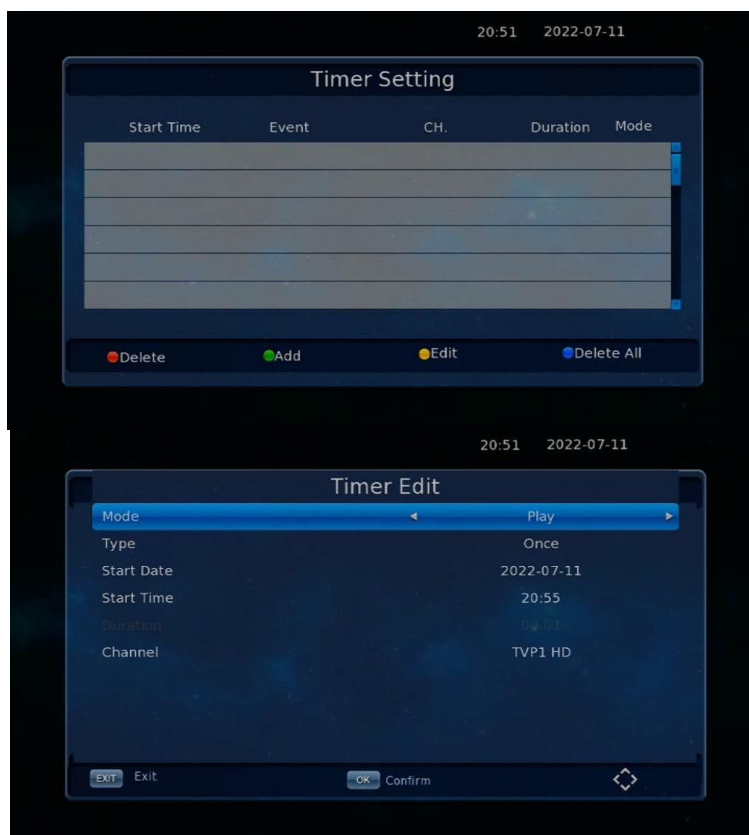 20:51 2022-07-11
Timer Setting
Start Time Event CH. Duration Mode
Delete Add Edit Delete All
20:51 2022-07-11
Timer Edit
Mode Play
Type Once
Start Date 2022-07-11
Start Time 20:55
Duration
Channel TVP1 HD
EXIT Exit OK Confirm